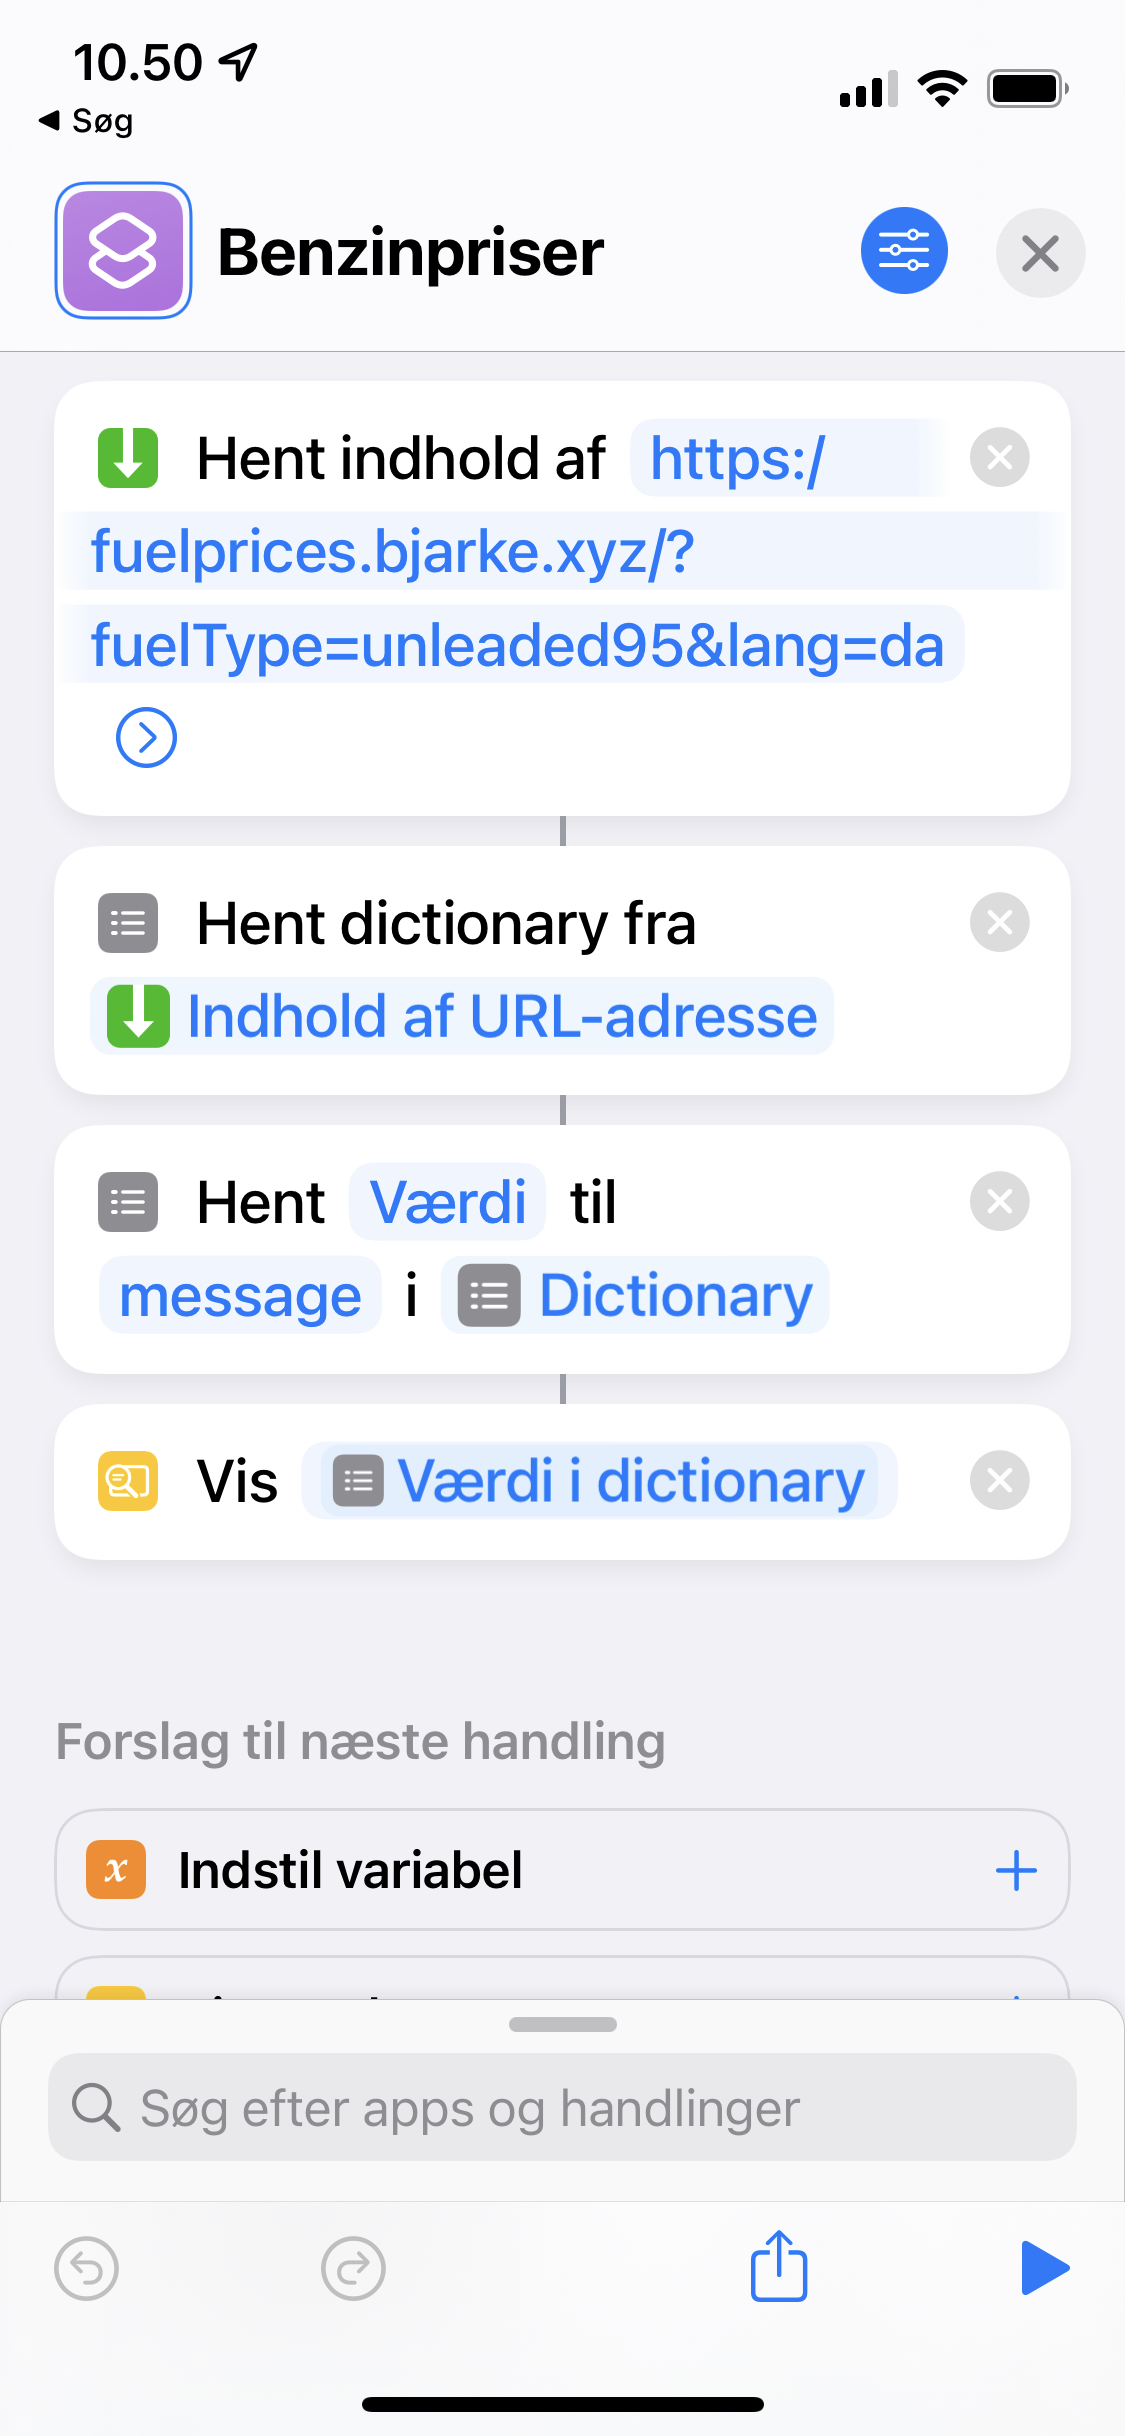 10.50
Søg
Benzinpriser
Hent indhold af https:/
fuelprices.bjarke.xyz/?
fuelType=unleaded95&lang=da
Hent dictionary fra
Indhold af URL-adresse
Hent Værdi til
message i Dictionary
Vis Værdi i dictionary
Forslag til næste handling
x Indstil variabel
Søg efter apps og handlinger